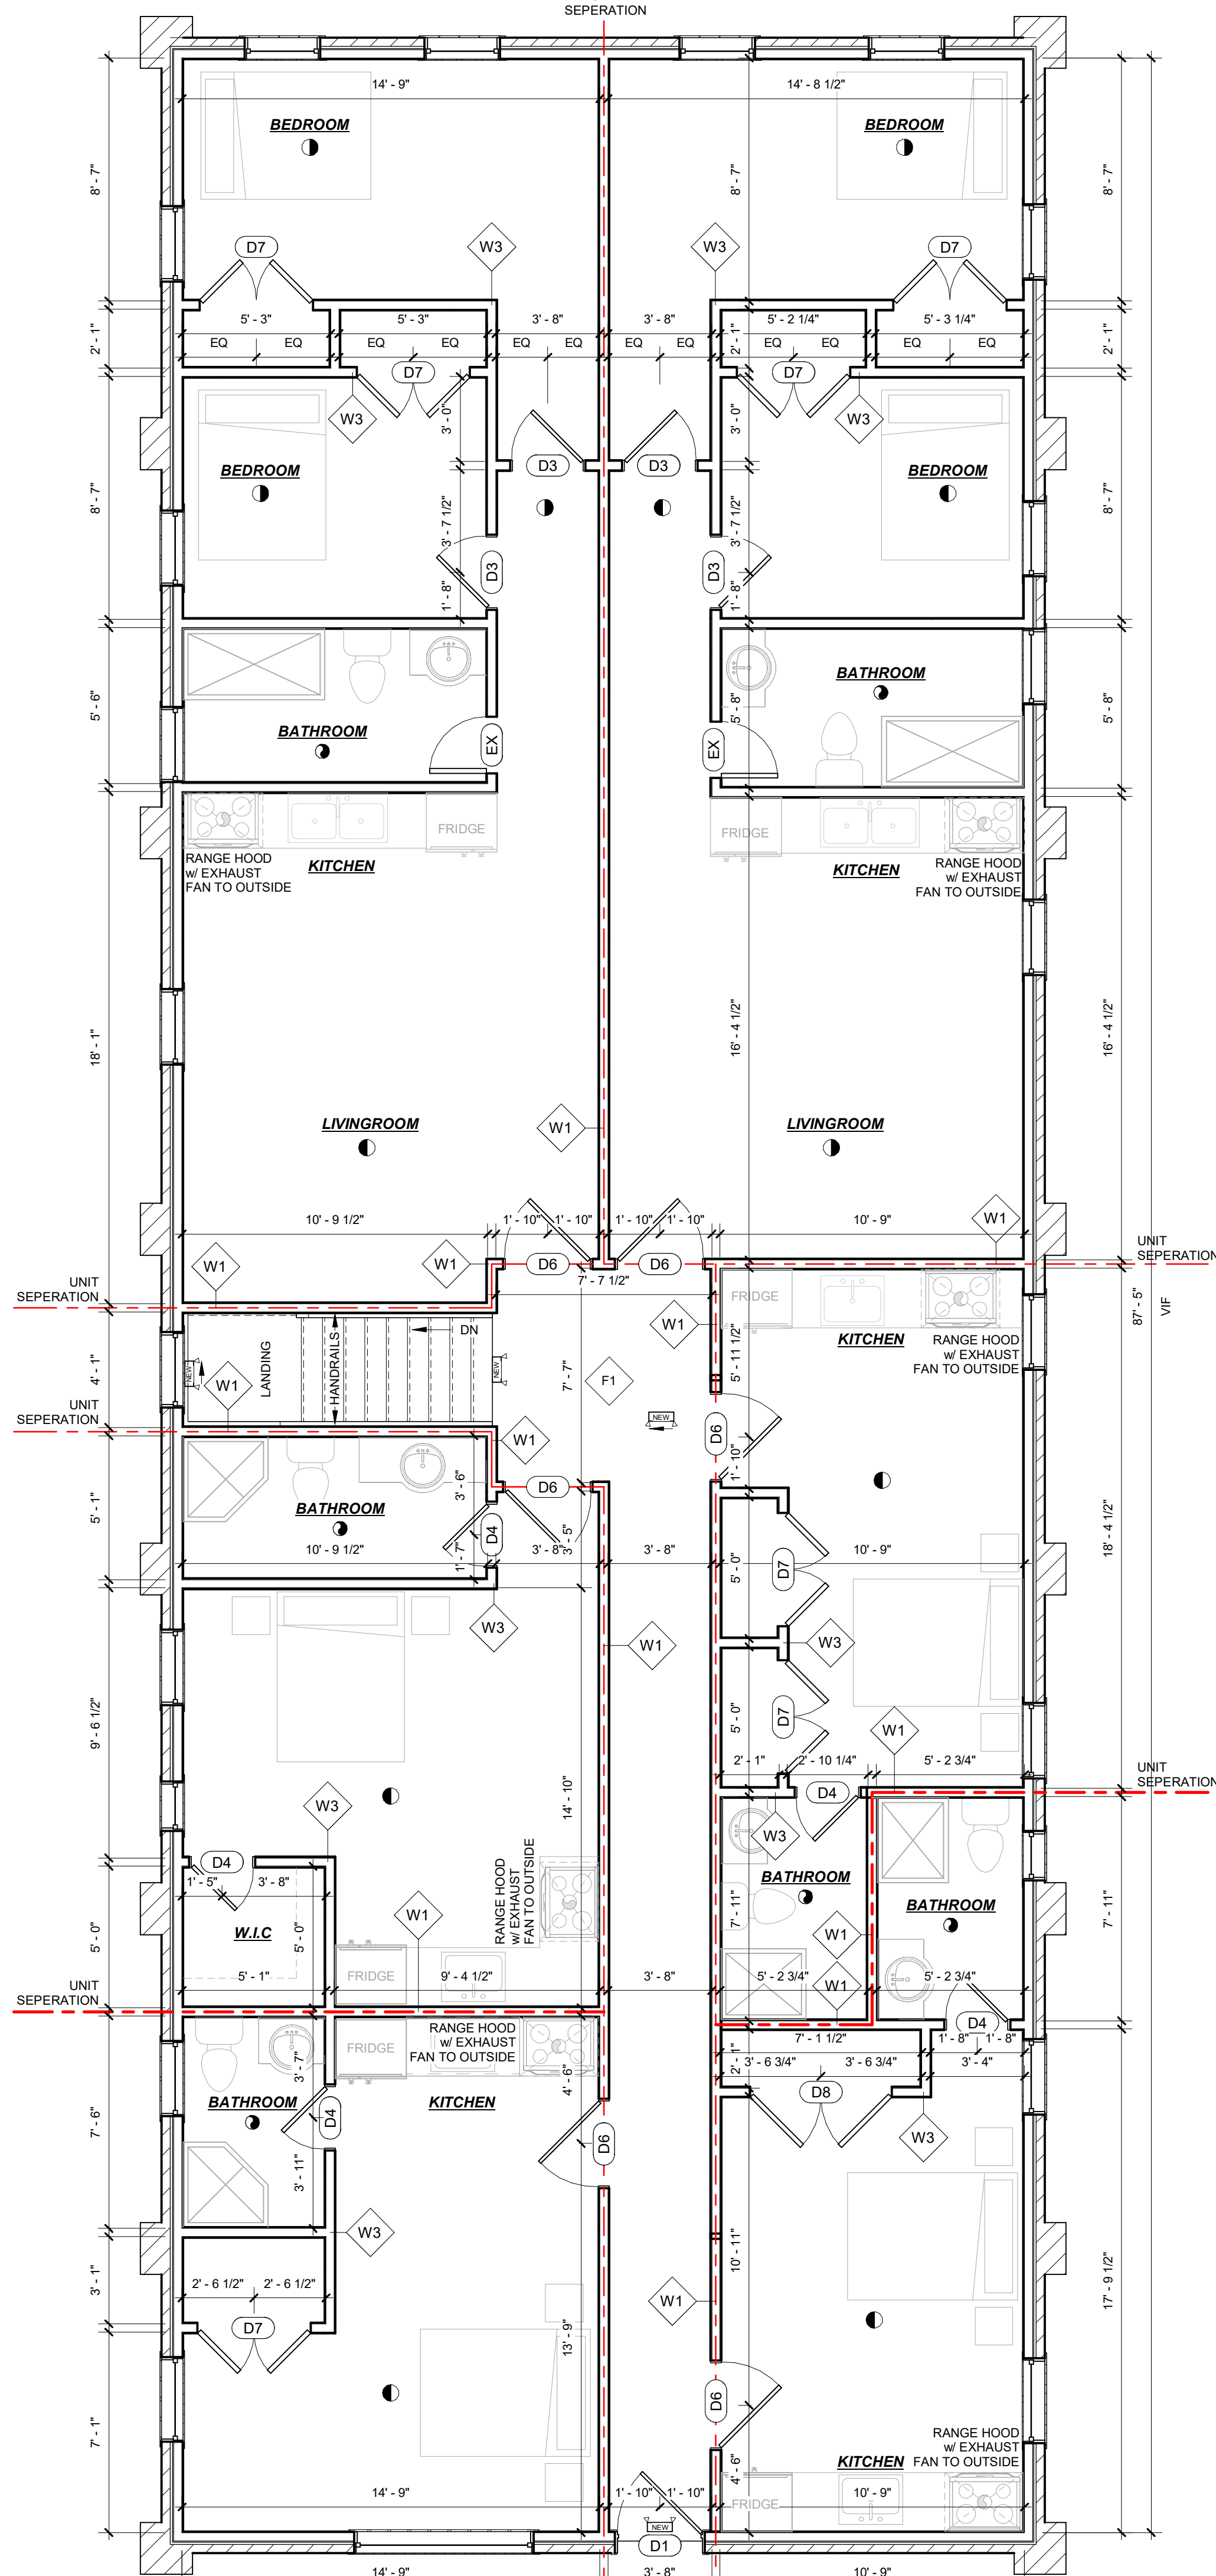 SEPERATION
14' - 9"
14' - 8 1/2"
BEDROOM
BEDROOM
8' - 7"
8' - 7"
8' - 7"
D7
W3
W3
D7
5' - 3"
5' - 3"
3' - 8"
3' - 8"
5' - 2 1/4"
5' - 3 1/4"
2' - 1"
EQ
EQ
EQ
EQ
EQ
EQ
EQ
EQ
EQ
EQ
EQ
EQ
2' - 1"
2' - 1"
D7
D7
W3
W3
3' - 0"
3' - 0"
BEDROOM
D3
D3
BEDROOM
8' - 7"
8' - 7"
3' - 7 1/2"
3' - 7 1/2"
D3
D3
1' - 8"
1' - 8"
BATHROOM
5' - 6"
5' - 8"
5' - 8"
BATHROOM
EX
EX
FRIDGE
FRIDGE
RANGE HOOD
w/ EXHAUST
FAN TO OUTSIDE
KITCHEN
KITCHEN
RANGE HOOD
w/ EXHAUST
FAN TO OUTSIDE
18' - 1"
16' - 4 1/2"
16' - 4 1/2"
LIVINGROOM
W1
LIVINGROOM
10' - 9 1/2"
1' - 10"
1' - 10"
1' - 10"
1' - 10"
10' - 9"
W1
W1
W1
D6
D6
UNIT
SEPERATION
7' - 7 1/2"
UNIT
SEPERATION
FRIDGE
87' - 5"
VIF
W1
KITCHEN
RANGE HOOD
w/ EXHAUST
FAN TO OUTSIDE
DN
HANDRAILS
LANDING
4' - 1"
NEW
NEW
W1
7' - 7"
F1
5' - 11 1/2"
UNIT
SEPERATION
NEW
D6
W1
1' - 10"
D6
3' - 6"
BATHROOM
5' - 1"
D4
3' - 5"
1' - 7"
10' - 9 1/2"
3' - 8"
3' - 8"
5' - 0"
D7
10' - 9"
18' - 4 1/2"
W3
W1
W3
9' - 6 1/2"
5' - 0"
D7
W1
2' - 1"
2' - 10 1/4"
5' - 2 3/4"
UNIT
SEPERATION
D4
W3
14' - 10"
W3
D4
1' - 5"
3' - 8"
BATHROOM
RANGE HOOD
w/ EXHAUST
FAN TO OUTSIDE
7' - 11"
7' - 11"
BATHROOM
W1
W.I.C
5' - 0"
5' - 0"
W1
FRIDGE
5' - 1"
9' - 4 1/2"
3' - 8"
5' - 2 3/4"
W1
5' - 2 3/4"
UNIT
SEPERATION
D4
FRIDGE
RANGE HOOD
w/ EXHAUST
FAN TO OUTSIDE
7' - 1 1/2"
1' - 8"
1' - 8"
3' - 7"
4' - 6"
2' - 1"
3' - 6 3/4"
3' - 6 3/4"
3' - 4"
D8
BATHROOM
KITCHEN
D4
7' - 6"
D6
W3
3' - 11"
W3
10' - 11"
3' - 1"
2' - 6 1/2"
2' - 6 1/2"
W1
17' - 9 1/2"
D7
13' - 9"
D6
7' - 1"
RANGE HOOD
w/ EXHAUST
FAN TO OUTSIDE
KITCHEN
4' - 6"
14' - 9"
1' - 10"
1' - 10"
10' - 9"
FRIDGE
NEW
D1
14' - 9"
3' - 8"
10' - 9"